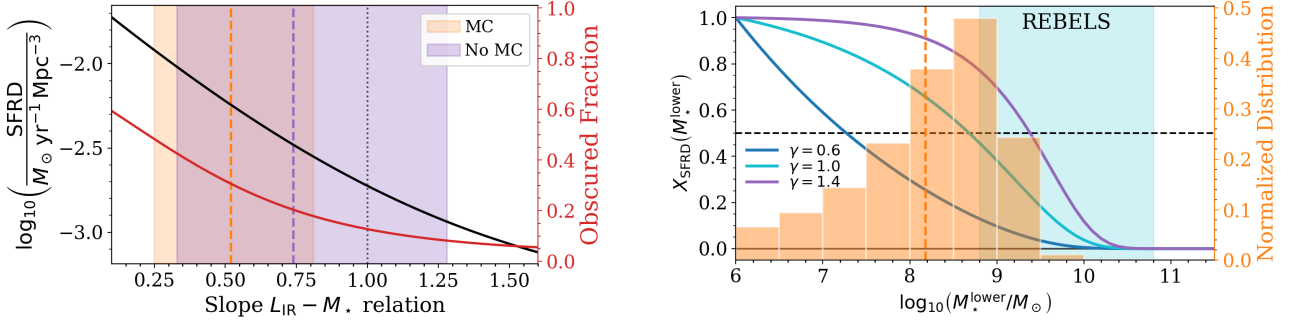 log₁₀(SFRD / M⊙ yr⁻¹ Mpc⁻³)
−2.0
−2.5
−3.0
MC
No MC
1.0
0.8
0.6
0.4
0.2
0.0
Obscured Fraction
0.25 0.50 0.75 1.00 1.25 1.50
Slope L_IR − M⋆ relation
X_SFRD(M⋆^lower)
1.0
0.8
0.6
0.4
0.2
0.0
REBELS
γ = 0.6
γ = 1.0
γ = 1.4
0.5
0.4
0.3
0.2
0.1
0.0
Normalized Distribution
6 7 8 9 10 11
log₁₀(M⋆^lower/M⊙)